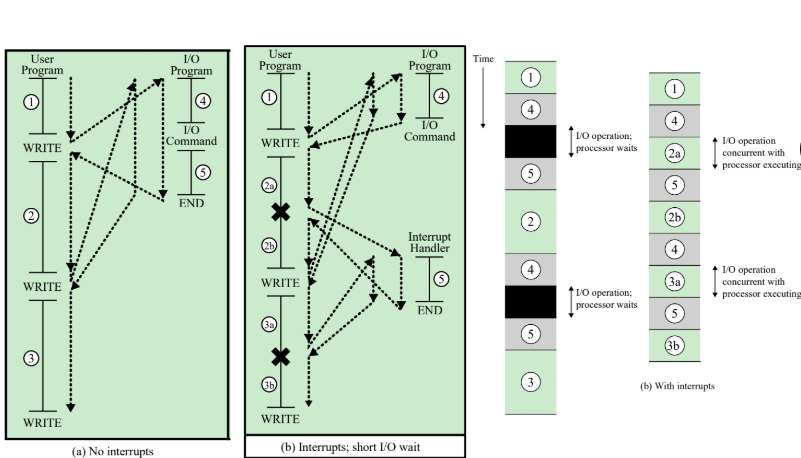 User
Program
I/O
Program
1
4
I/O
Command
WRITE
5
END
2
WRITE
3
WRITE
(a) No interrupts
User
Program
I/O
Program
1
4
I/O
Command
WRITE
2a
2b
Interrupt
Handler
5
END
WRITE
3a
3b
WRITE
(b) Interrupts; short I/O wait
Time
1
4
I/O operation;
processor waits
5
2
4
I/O operation;
processor waits
5
3
1
4
2a
I/O operation
concurrent with
processor executing
5
2b
4
3a
I/O operation
concurrent with
processor executing
5
3b
(b) With interrupts